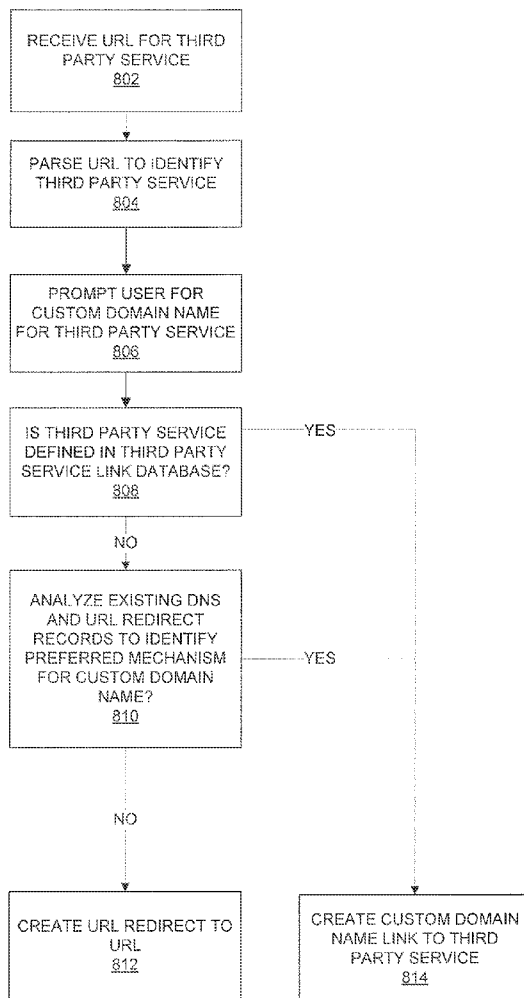 RECEIVE URL FOR THIRD
PARTY SERVICE
802
PARSE URL TO IDENTIFY
THIRD PARTY SERVICE
804
PROMPT USER FOR
CUSTOM DOMAIN NAME
FOR THIRD PARTY SERVICE
806
IS THIRD PARTY SERVICE
DEFINED IN THIRD PARTY
SERVICE LINK DATABASE?
808
YES
NO
ANALYZE EXISTING DNS
AND URL REDIRECT
RECORDS TO IDENTIFY
PREFERRED MECHANISM
FOR CUSTOM DOMAIN
NAME?
810
YES
NO
CREATE URL REDIRECT TO
URL
812
CREATE CUSTOM DOMAIN
NAME LINK TO THIRD
PARTY SERVICE
814